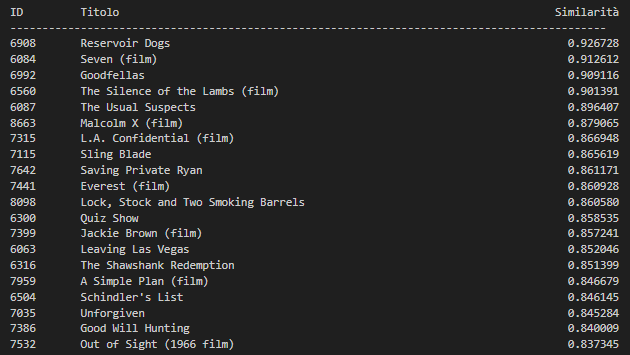 ID Titolo Similarità
--------------------------------------------------------------------------------------------
6908 Reservoir Dogs 0.926728
6084 Seven (film) 0.912612
6992 Goodfellas 0.909116
6560 The Silence of the Lambs (film) 0.901391
6087 The Usual Suspects 0.896407
8663 Malcolm X (film) 0.879065
7315 L.A. Confidential (film) 0.866948
7115 Sling Blade 0.865619
7642 Saving Private Ryan 0.861171
7441 Everest (film) 0.860928
8098 Lock, Stock and Two Smoking Barrels 0.860580
6300 Quiz Show 0.858535
7399 Jackie Brown (film) 0.857241
6063 Leaving Las Vegas 0.852046
6316 The Shawshank Redemption 0.851399
7959 A Simple Plan (film) 0.846679
6504 Schindler's List 0.846145
7035 Unforgiven 0.845284
7386 Good Will Hunting 0.840009
7532 Out of Sight (1966 film) 0.837345